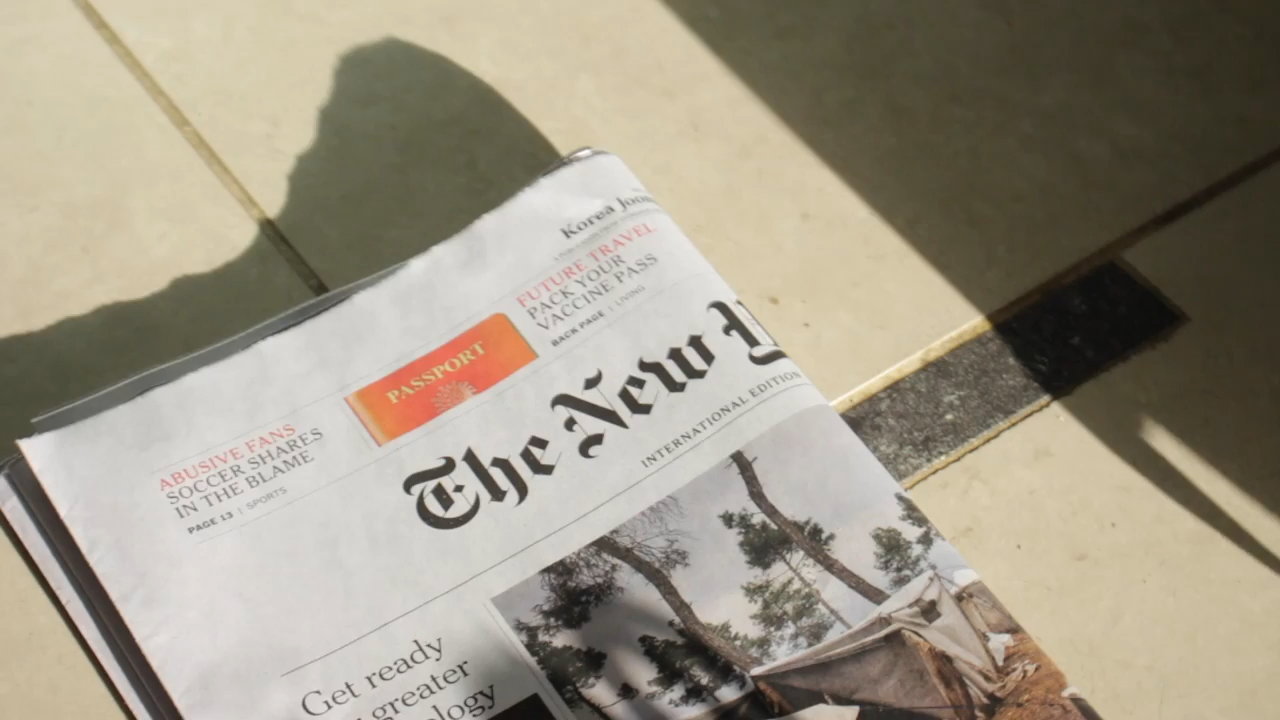 Korea Joon
ABUSIVE FANS
SOCCER SHARES
IN THE BLAME
PAGE 13 | SPORTS
PASSPORT
FUTURE TRAVEL
PACK YOUR
VACCINE PASS
BACK PAGE | LIVING
The New Y
INTERNATIONAL EDITION
Get ready
greater
ology